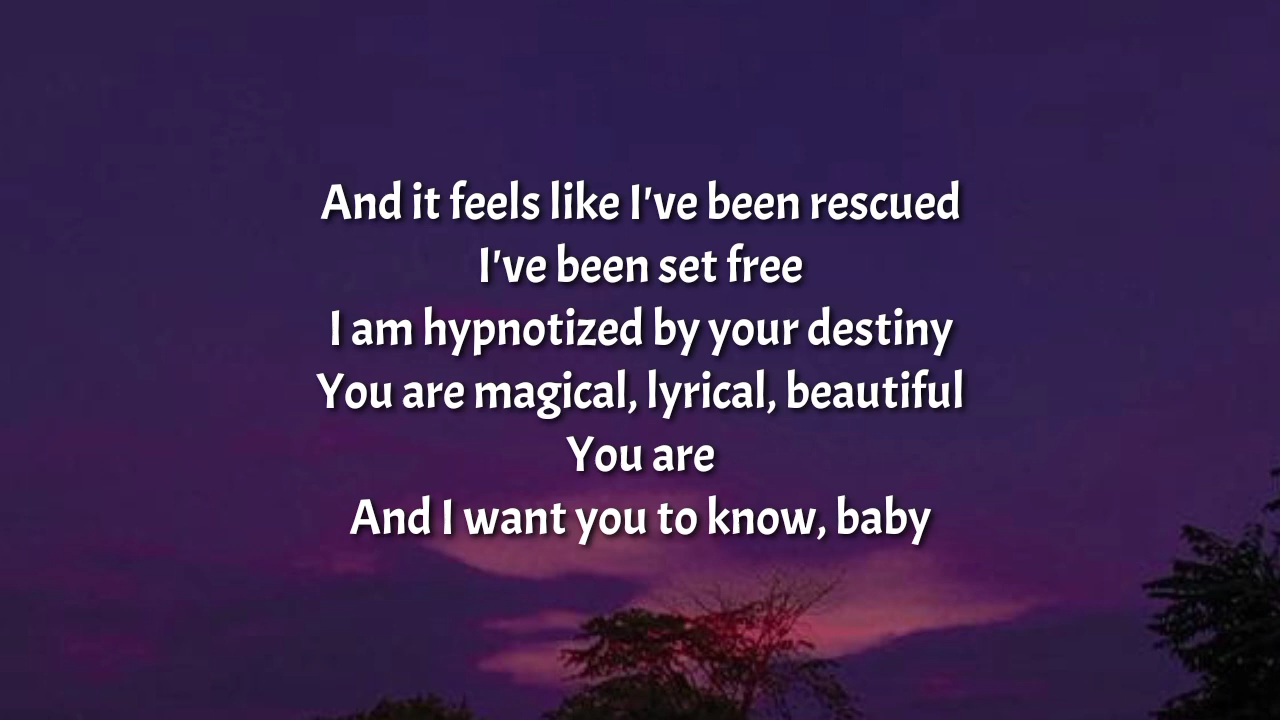 And it feels like I've been rescued
I've been set free
I am hypnotized by your destiny
You are magical, lyrical, beautiful
You are
And I want you to know, baby